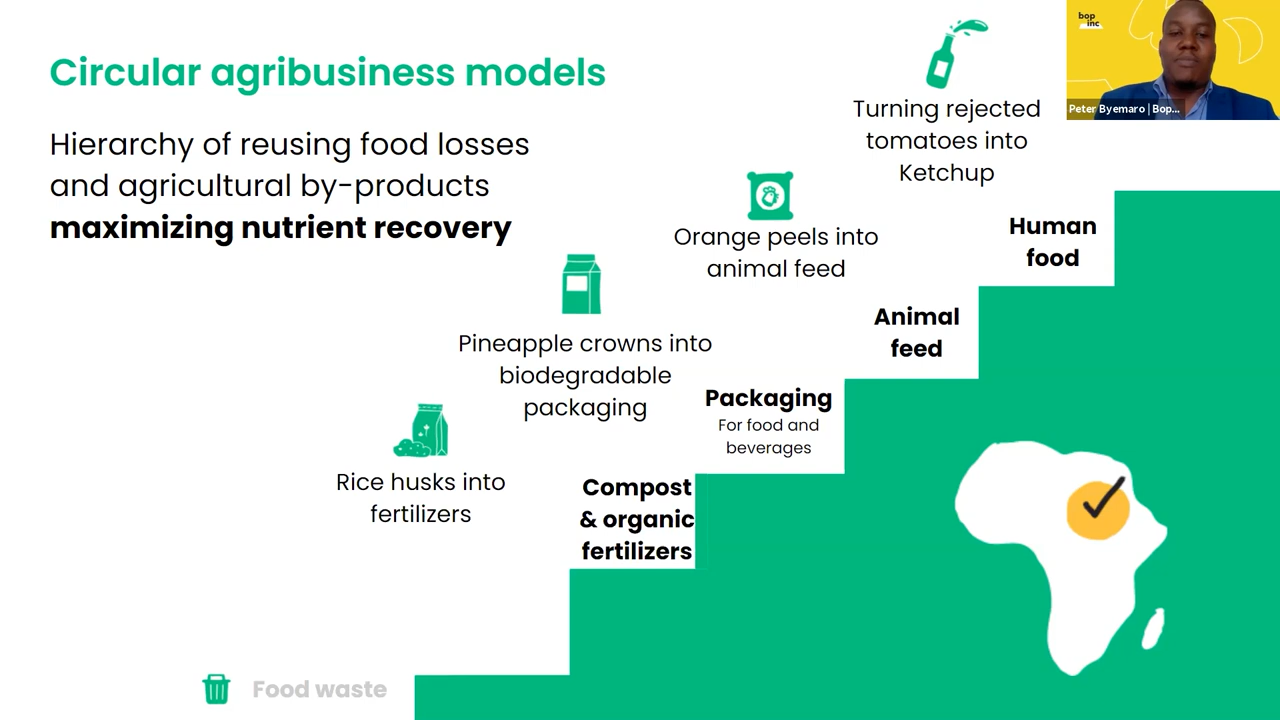 Circular agribusiness models
Hierarchy of reusing food losses
and agricultural by-products
maximizing nutrient recovery
bop
inc
Peter Byemaro | Bop...
Turning rejected
tomatoes into
Ketchup
Human
food
Orange peels into
animal feed
Animal
feed
Pineapple crowns into
biodegradable
packaging
Packaging
For food and
beverages
Rice husks into
fertilizers
Compost
& organic
fertilizers
Food waste